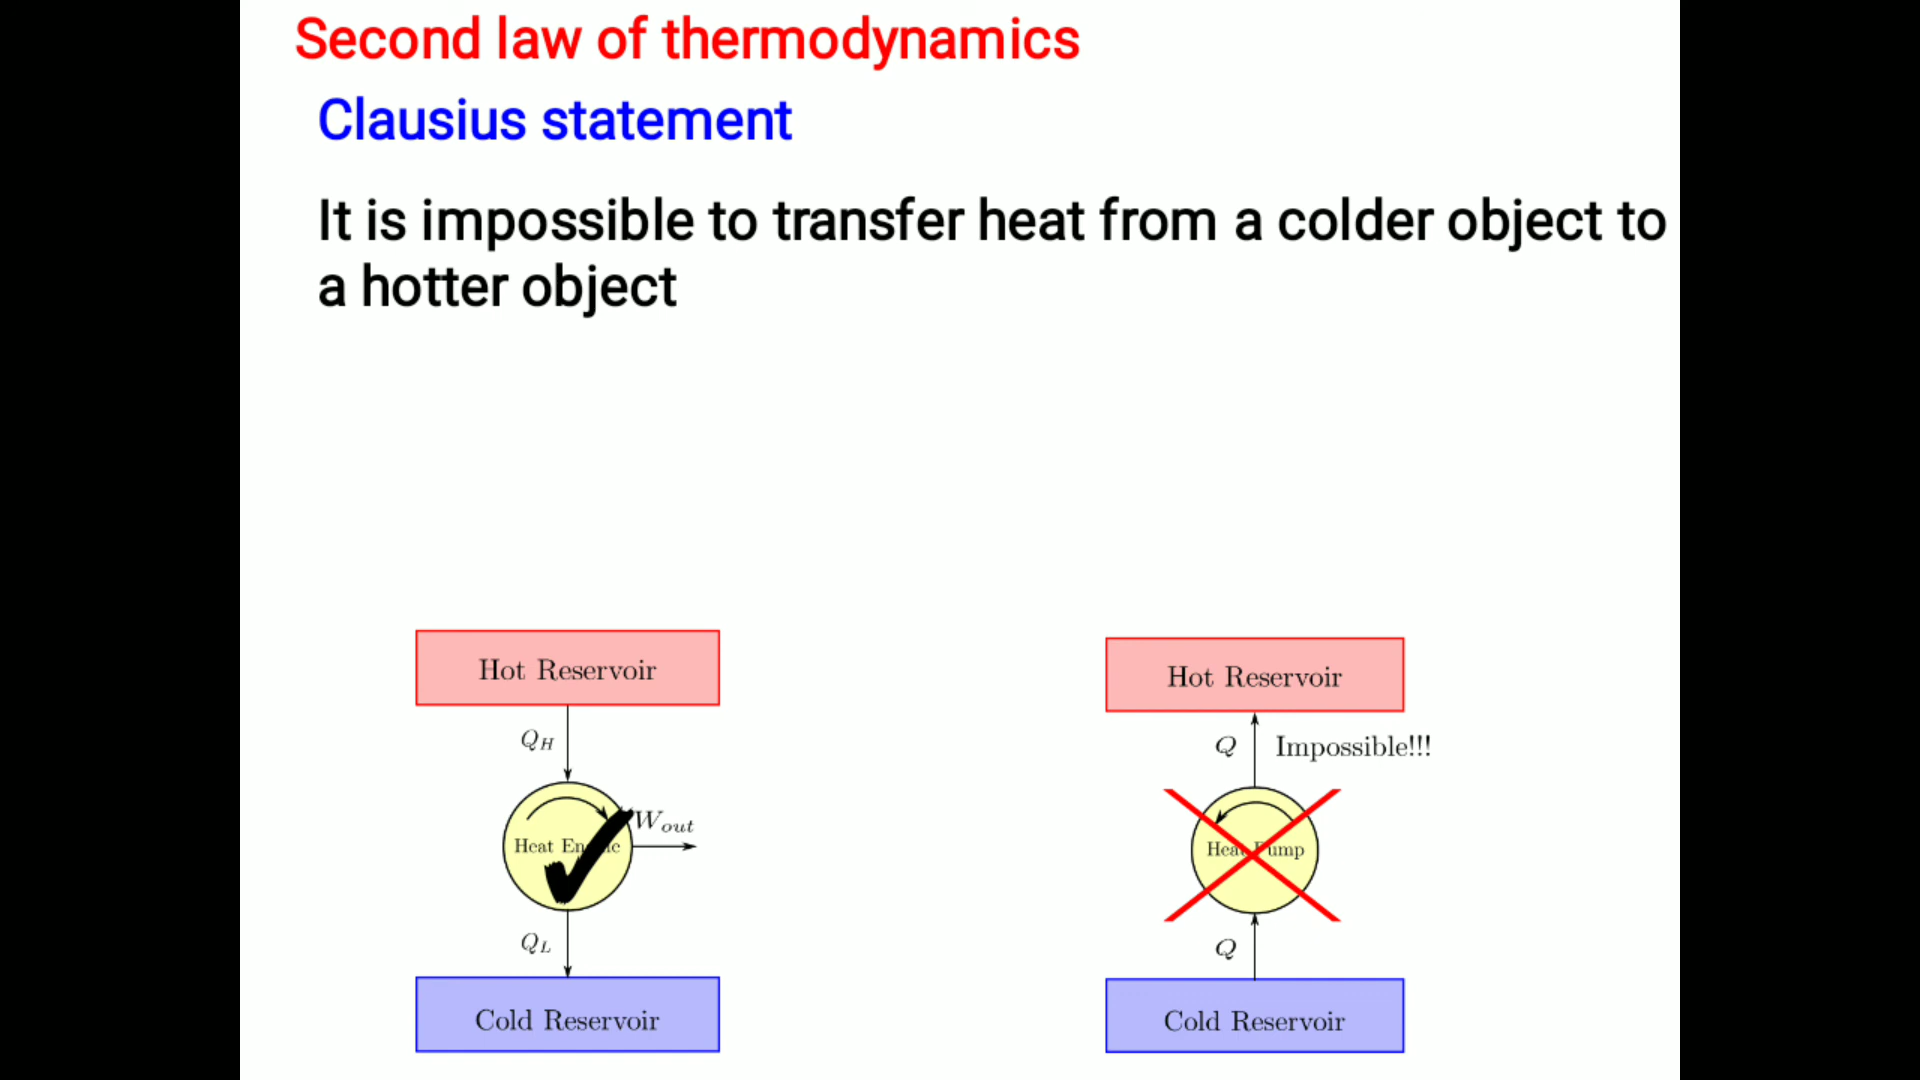 Second law of thermodynamics
Clausius statement
It is impossible to transfer heat from a colder object to
a hotter object
Hot Reservoir
Q_H
Heat Engine
W_out
Q_L
Cold Reservoir
Hot Reservoir
Q Impossible!!!
Heat Pump
Q
Cold Reservoir